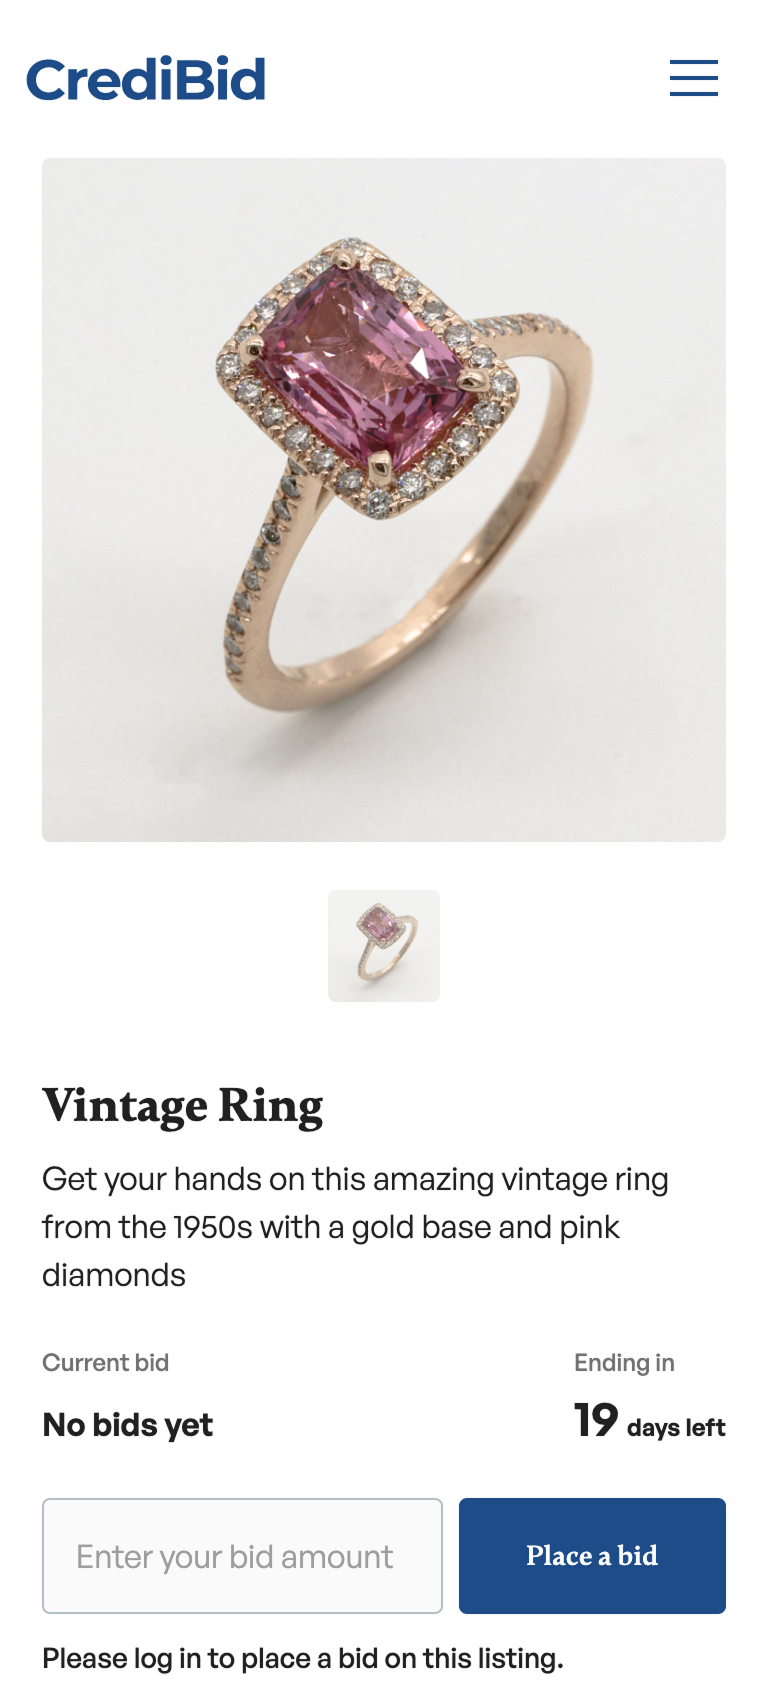 CrediBid
Vintage Ring
Get your hands on this amazing vintage ring
from the 1950s with a gold base and pink
diamonds
Current bid
Ending in
No bids yet
19 days left
Enter your bid amount
Place a bid
Please log in to place a bid on this listing.